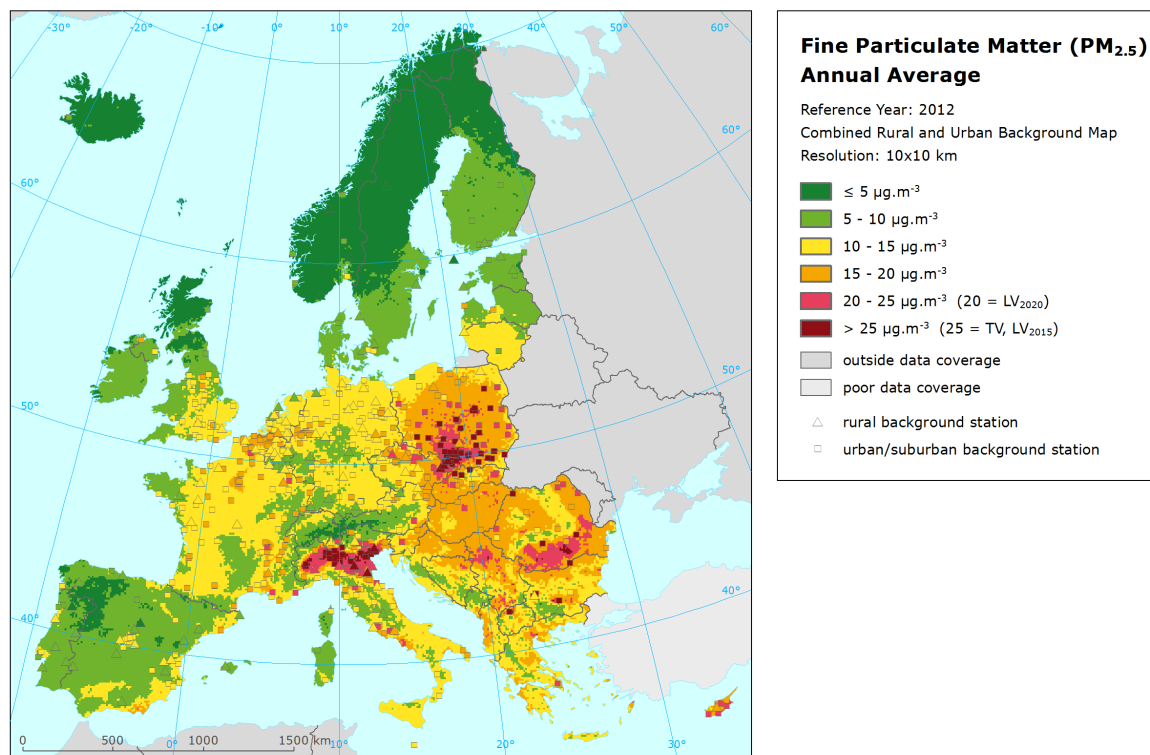 -30° -20° -10° 0° 10° 20° 30° 40° 50°
60°
60°
60°
50°
50°
50°
40°
40°
40°
0 500 1000 1500 km
0° 10° 20° 30°
Fine Particulate Matter (PM2.5)
Annual Average
Reference Year: 2012
Combined Rural and Urban Background Map
Resolution: 10x10 km
≤ 5 µg.m-3
5 - 10 µg.m-3
10 - 15 µg.m-3
15 - 20 µg.m-3
20 - 25 µg.m-3 (20 = LV2020)
> 25 µg.m-3 (25 = TV, LV2015)
outside data coverage
poor data coverage
rural background station
urban/suburban background station